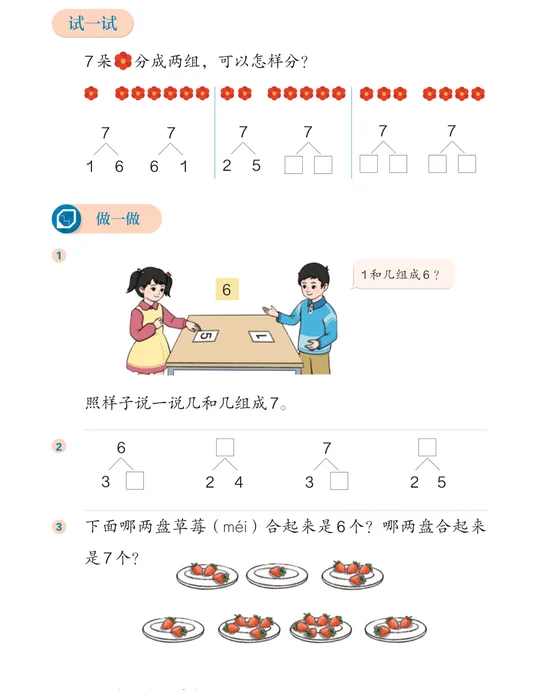 试一试
7朵 分成两组，可以怎样分？
7 7 7 7 7 7
1 6 6 1 2 5
做一做
1
6
1和几组成6？
5 1
照样子说一说几和几组成7。
2
6 7
3 2 4 3 2 5
3
下面哪两盘草莓（méi）合起来是6个？哪两盘合起来
是7个？